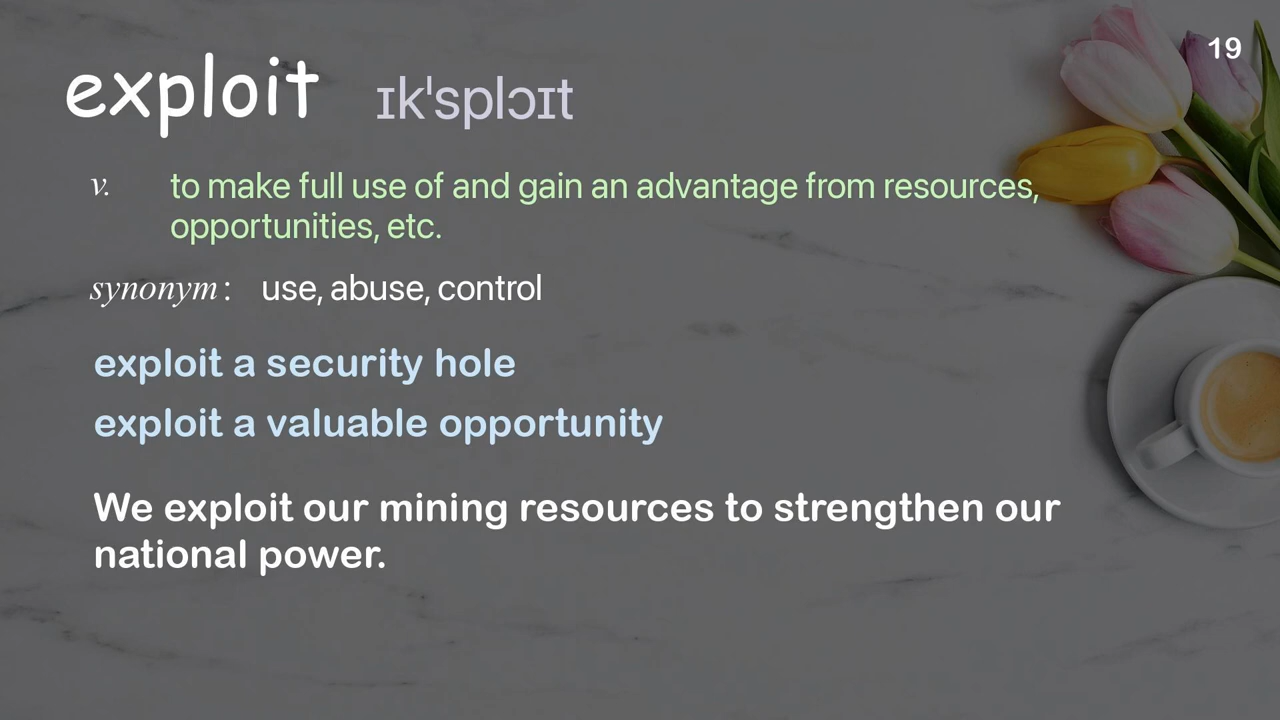 19
exploit ɪkˈsplɔɪt
v. to make full use of and gain an advantage from resources,
opportunities, etc.
synonym: use, abuse, control
exploit a security hole
exploit a valuable opportunity
We exploit our mining resources to strengthen our
national power.